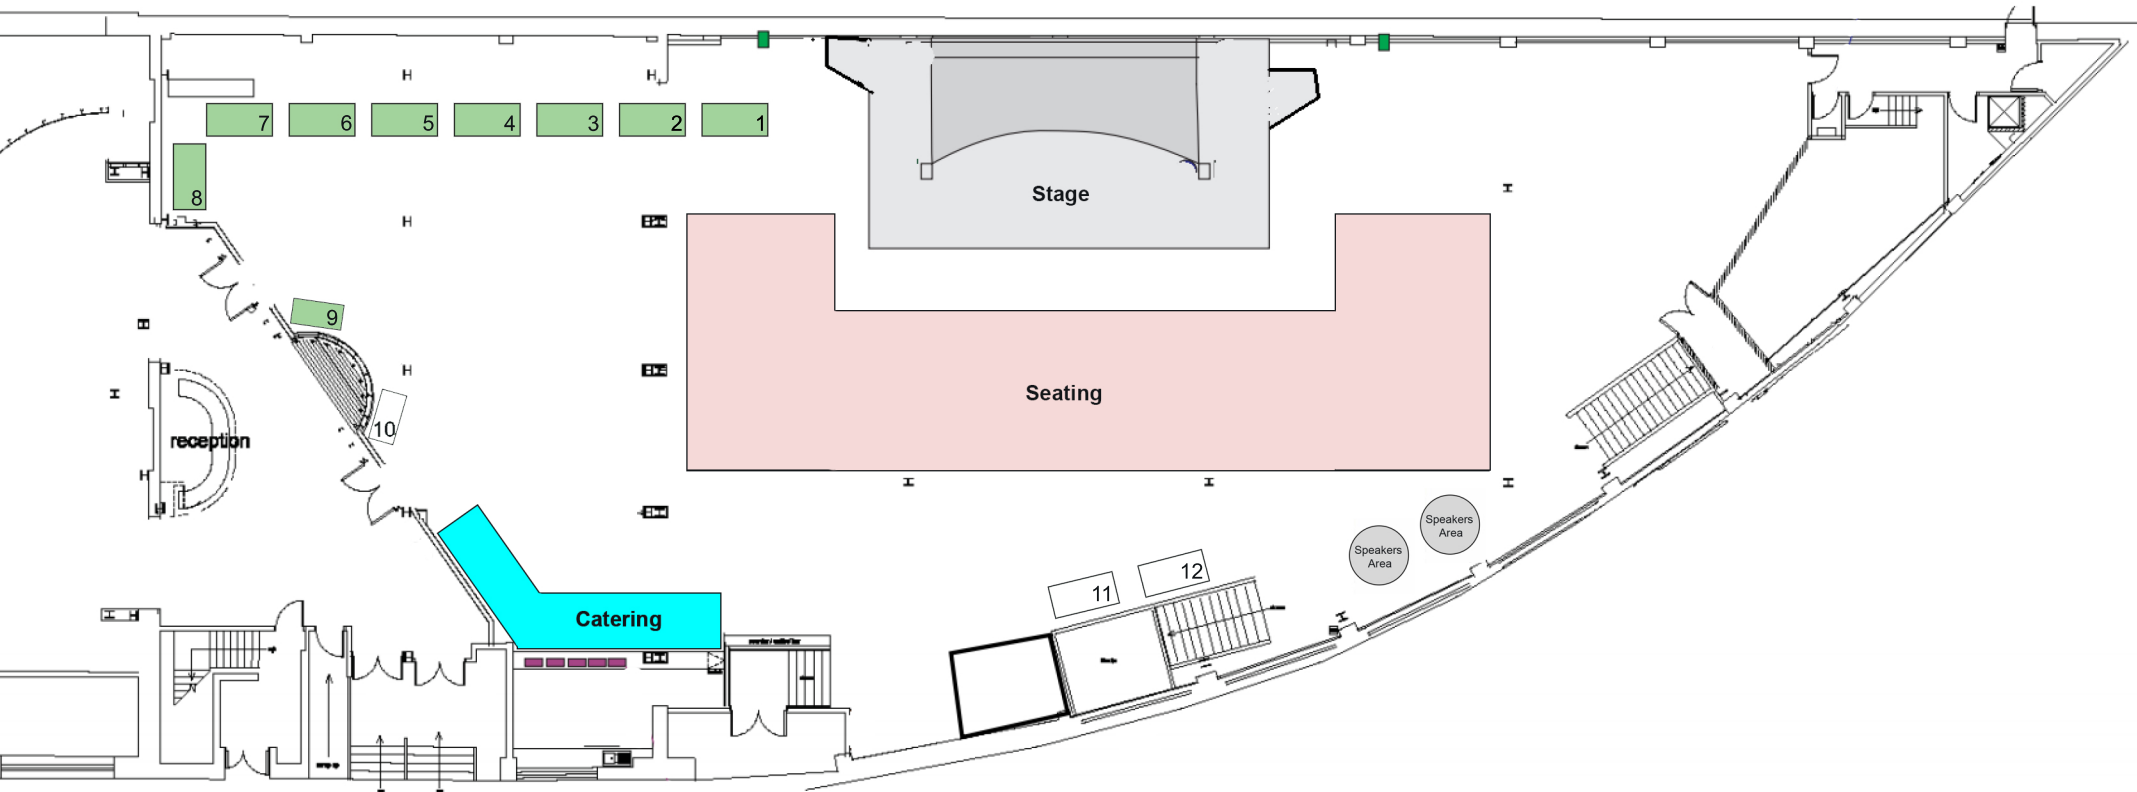 7 6 5 4 3 2 1
8
Stage
9
Seating
10
reception
Speakers
Area
Speakers
Area
11
12
Catering